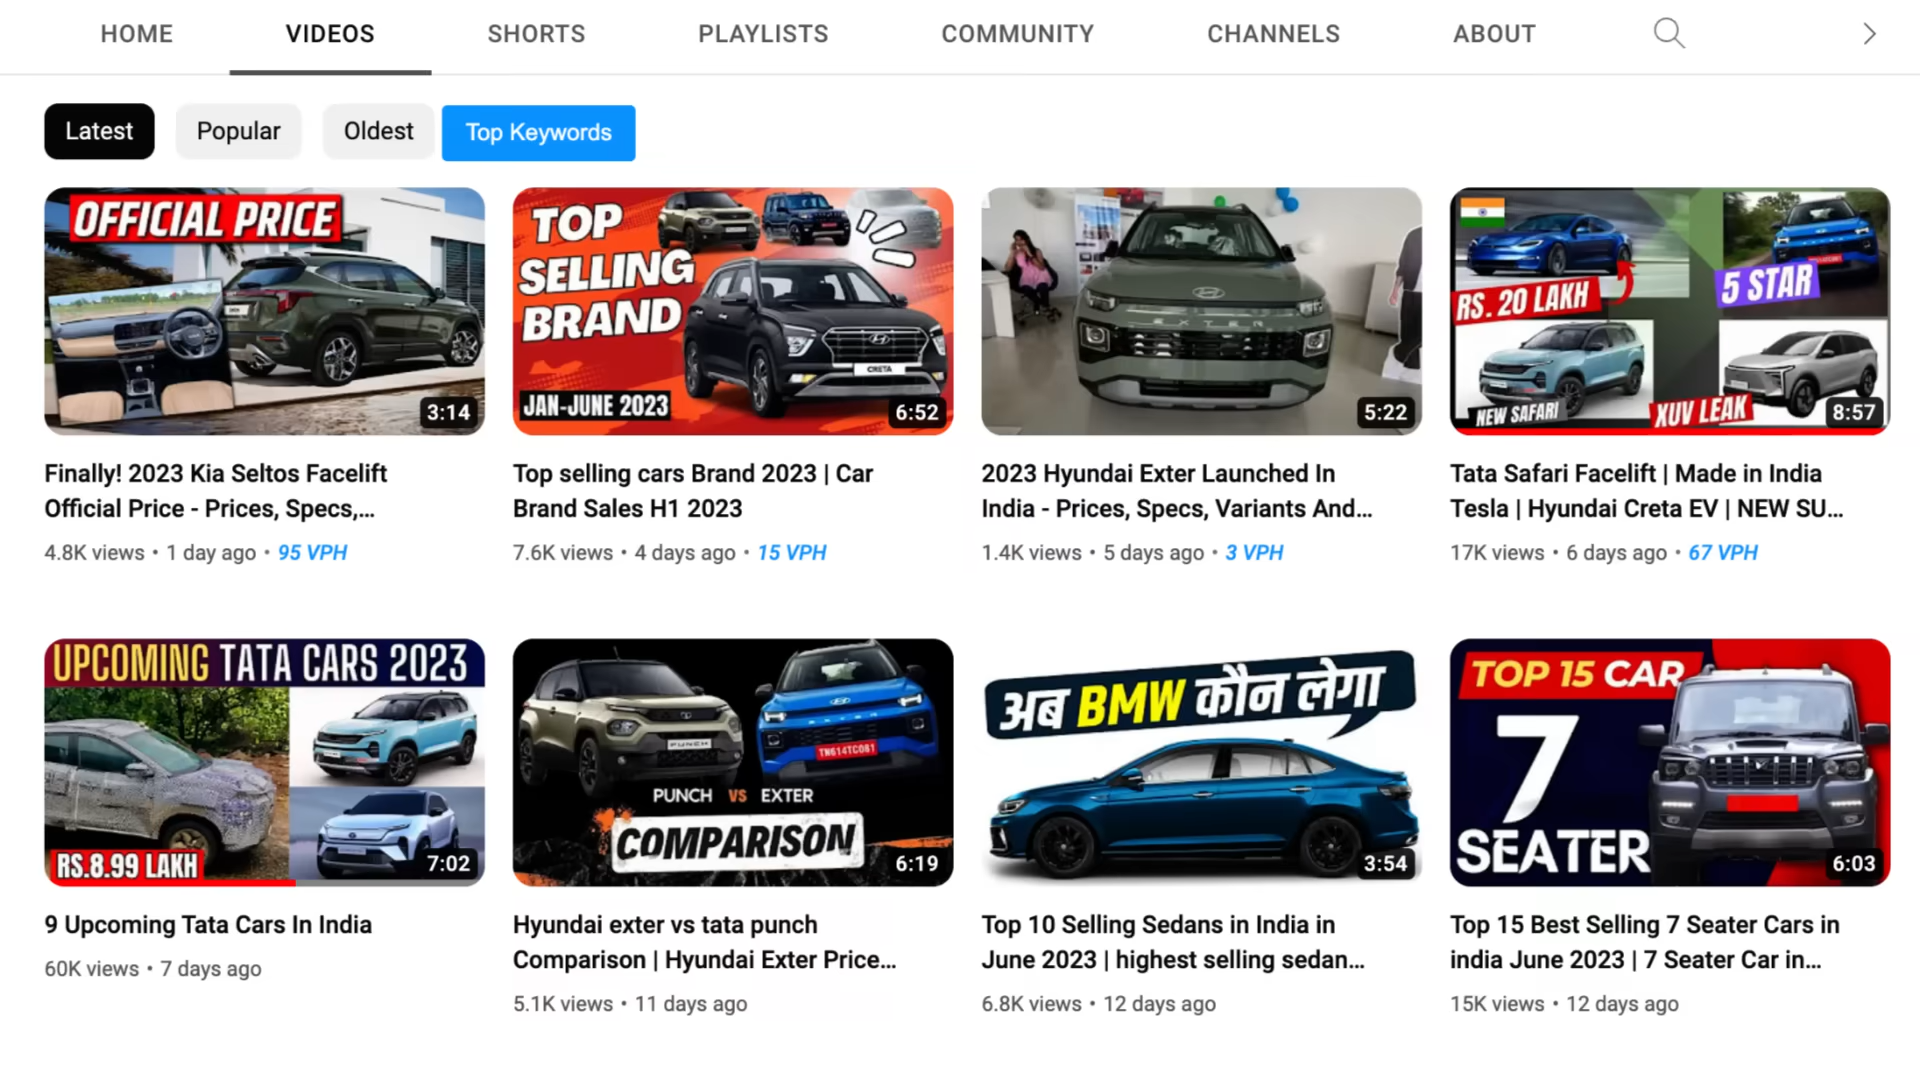 HOME VIDEOS SHORTS PLAYLISTS COMMUNITY CHANNELS ABOUT
Latest Popular Oldest Top Keywords
OFFICIAL PRICE
3:14
TOP
SELLING
BRAND
CRETA
JAN-JUNE 2023
6:52
EXTER
5:22
RS. 20 LAKH
5 STAR
NEW SAFARI
XUV LEAK
8:57
Finally! 2023 Kia Seltos Facelift
Official Price - Prices, Specs,...
4.8K views • 1 day ago • 95 VPH
Top selling cars Brand 2023 | Car
Brand Sales H1 2023
7.6K views • 4 days ago • 15 VPH
2023 Hyundai Exter Launched In
India - Prices, Specs, Variants And...
1.4K views • 5 days ago • 3 VPH
Tata Safari Facelift | Made in India
Tesla | Hyundai Creta EV | NEW SU...
17K views • 6 days ago • 67 VPH
UPCOMING TATA CARS 2023
RS.8.99 LAKH
7:02
PUNCH
TN614TC081
PUNCH VS EXTER
COMPARISON
6:19
अब BMW कौन लेगा
3:54
TOP 15 CAR
7
SEATER
6:03
9 Upcoming Tata Cars In India
60K views • 7 days ago
Hyundai exter vs tata punch
Comparison | Hyundai Exter Price...
5.1K views • 11 days ago
Top 10 Selling Sedans in India in
June 2023 | highest selling sedan...
6.8K views • 12 days ago
Top 15 Best Selling 7 Seater Cars in
india June 2023 | 7 Seater Car in...
15K views • 12 days ago